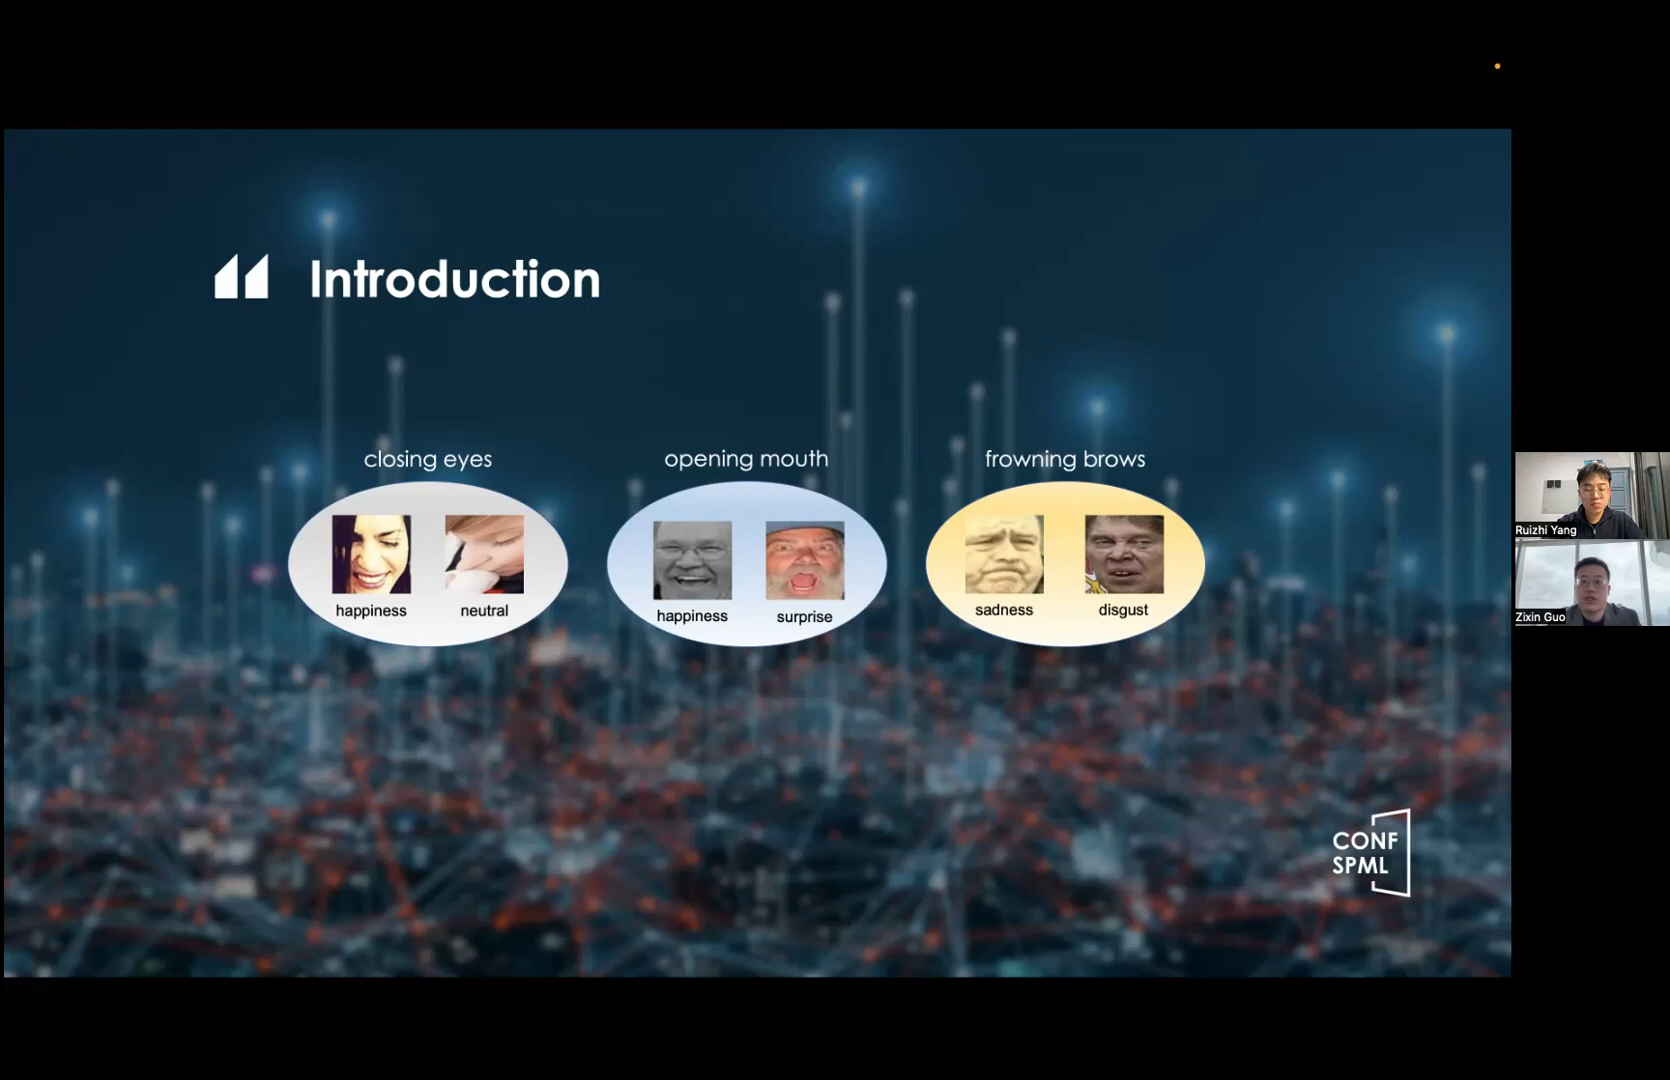 Introduction
closing eyes
opening mouth
frowning brows
happiness
neutral
happiness
surprise
sadness
disgust
Ruizhi Yang
Zixin Guo
CONF
SPML